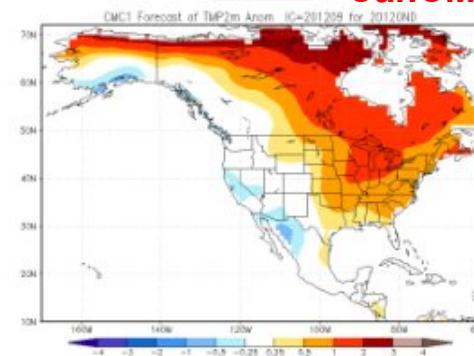 CMC1 Forecast of TMP2m Anom IC=201209 for 2012OND
70N
60N
50N
40N
30N
20N
10N
160W 140W 120W 100W 80W
-4 -3 -2 -1 -0.5 -0.25 0.25 0.5 1 2 3 4